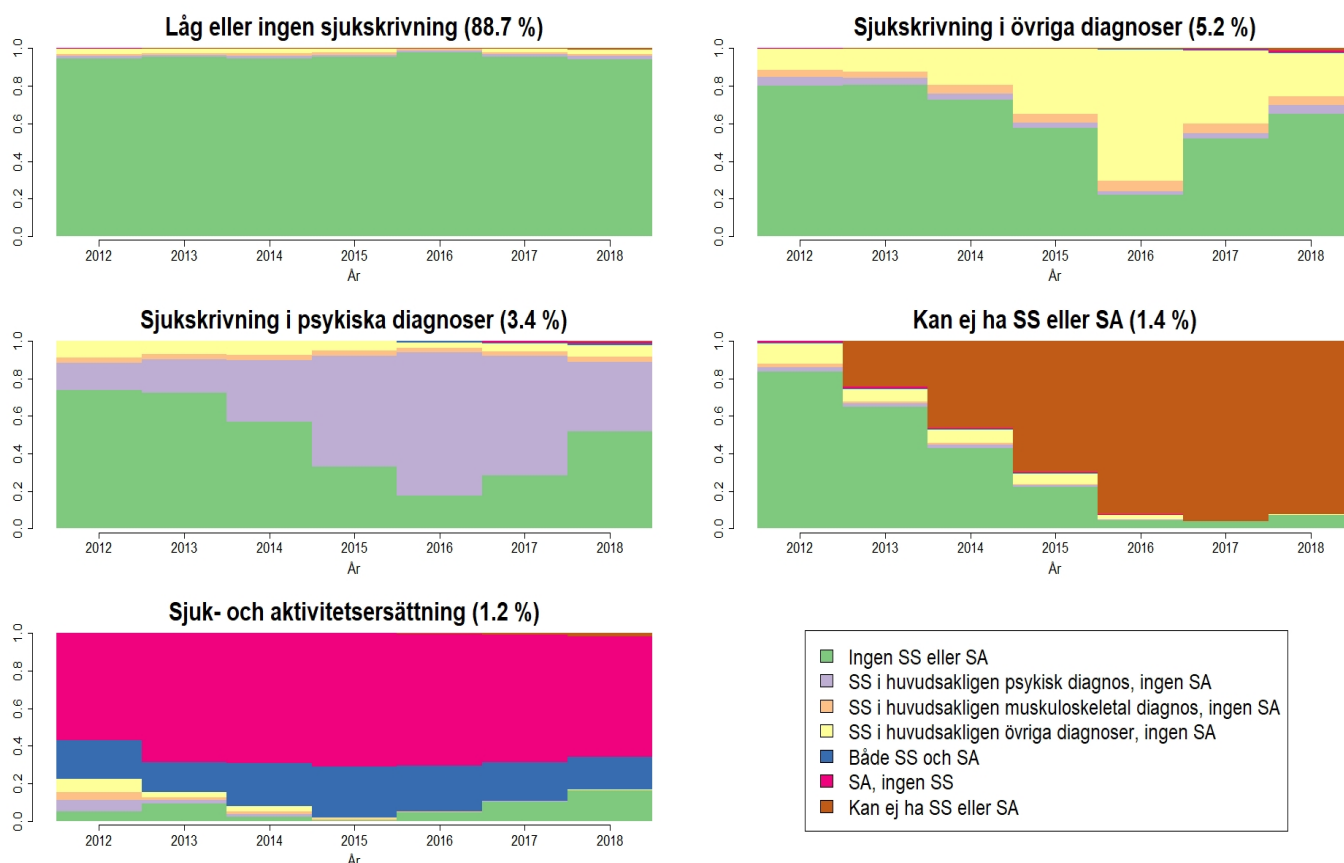 Låg eller ingen sjukskrivning (88.7 %)
0.0 0.2 0.4 0.6 0.8 1.0
2012 2013 2014 2015 2016 2017 2018
År
Sjukskrivning i övriga diagnoser (5.2 %)
0.0 0.2 0.4 0.6 0.8 1.0
2012 2013 2014 2015 2016 2017 2018
År
Sjukskrivning i psykiska diagnoser (3.4 %)
0.0 0.2 0.4 0.6 0.8 1.0
2012 2013 2014 2015 2016 2017 2018
År
Kan ej ha SS eller SA (1.4 %)
0.0 0.2 0.4 0.6 0.8 1.0
2012 2013 2014 2015 2016 2017 2018
År
Sjuk- och aktivitetsersättning (1.2 %)
0.0 0.2 0.4 0.6 0.8 1.0
2012 2013 2014 2015 2016 2017 2018
År
Ingen SS eller SA
SS i huvudsakligen psykisk diagnos, ingen SA
SS i huvudsakligen muskuloskeletal diagnos, ingen SA
SS i huvudsakligen övriga diagnoser, ingen SA
Både SS och SA
SA, ingen SS
Kan ej ha SS eller SA